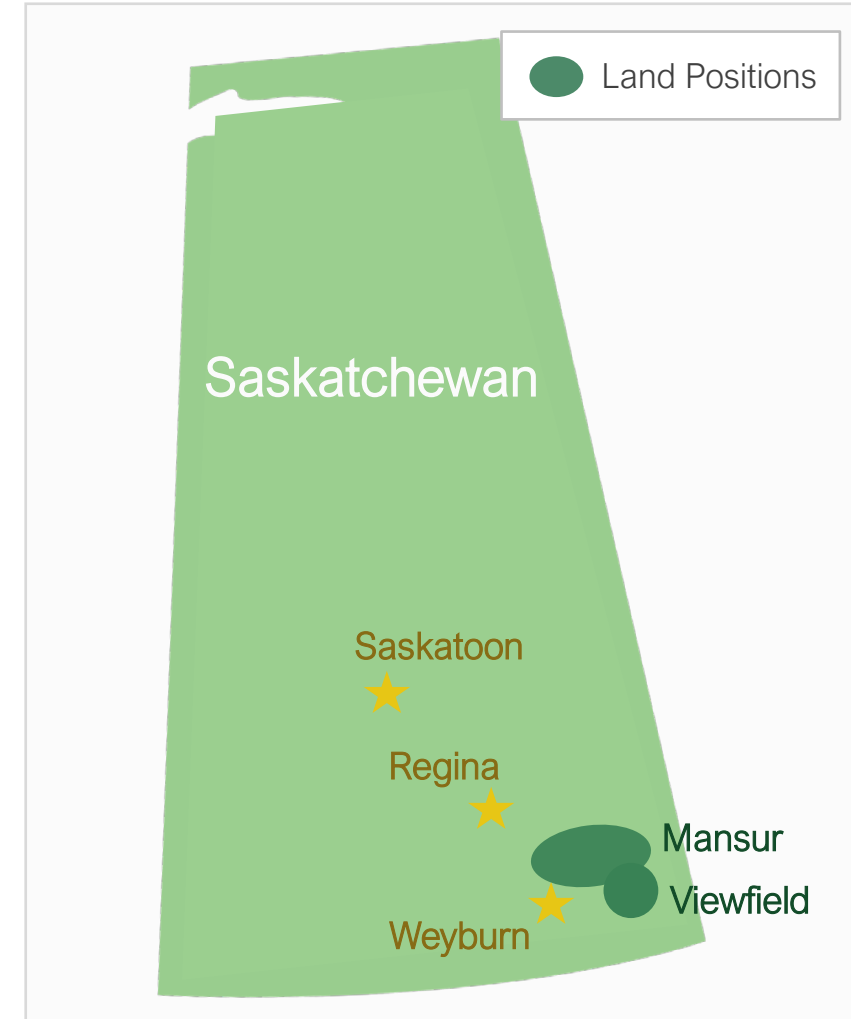 Land Positions
Saskatchewan
Saskatoon
Regina
Mansur
Viewfield
Weyburn